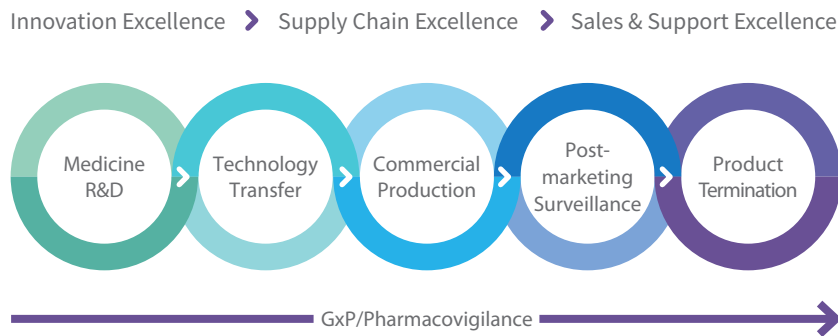 Innovation Excellence
Supply Chain Excellence
Sales & Support Excellence
Medicine
R&D
Technology
Transfer
Commercial
Production
Post-
marketing
Surveillance
Product
Termination
GxP/Pharmacovigilance